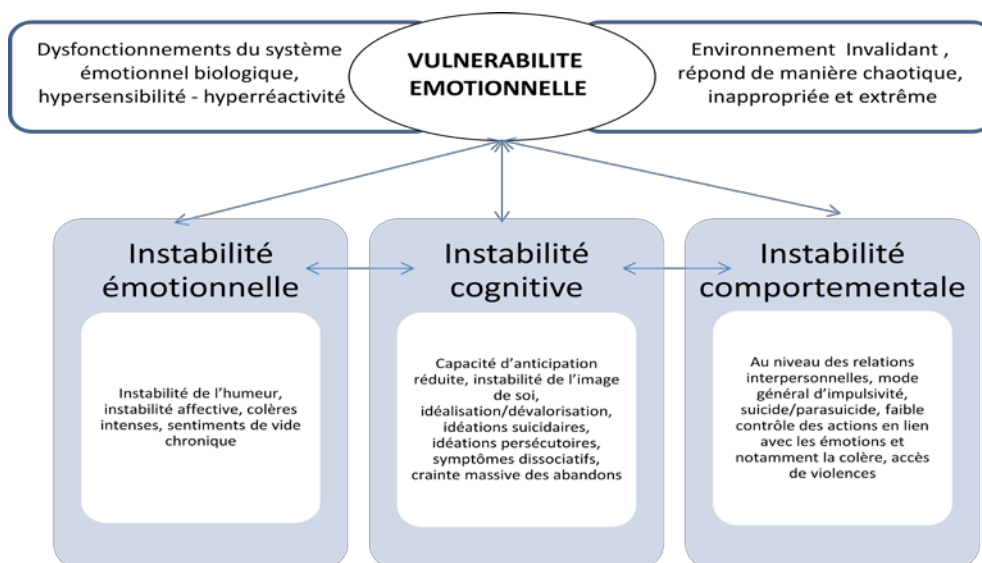 Dysfonctionnements du système
émotionnel biologique,
hypersensibilité - hyperréactivité
VULNERABILITE
EMOTIONNELLE
Environnement Invalidant ,
répond de manière chaotique,
inappropriée et extrême
Instabilité
émotionnelle
Instabilité de l’humeur,
instabilité affective, colères
intenses, sentiments de vide
chronique
Instabilité
cognitive
Capacité d’anticipation
réduite, instabilité de l’image
de soi,
idéalisation/dévalorisation,
idéations suicidaires,
idéations persécutoires,
symptômes dissociatifs,
crainte massive des abandons
Instabilité
comportementale
Au niveau des relations
interpersonnelles, mode
général d’impulsivité,
suicide/parasuicide, faible
contrôle des actions en lien
avec les émotions et
notamment la colère, accès
de violences